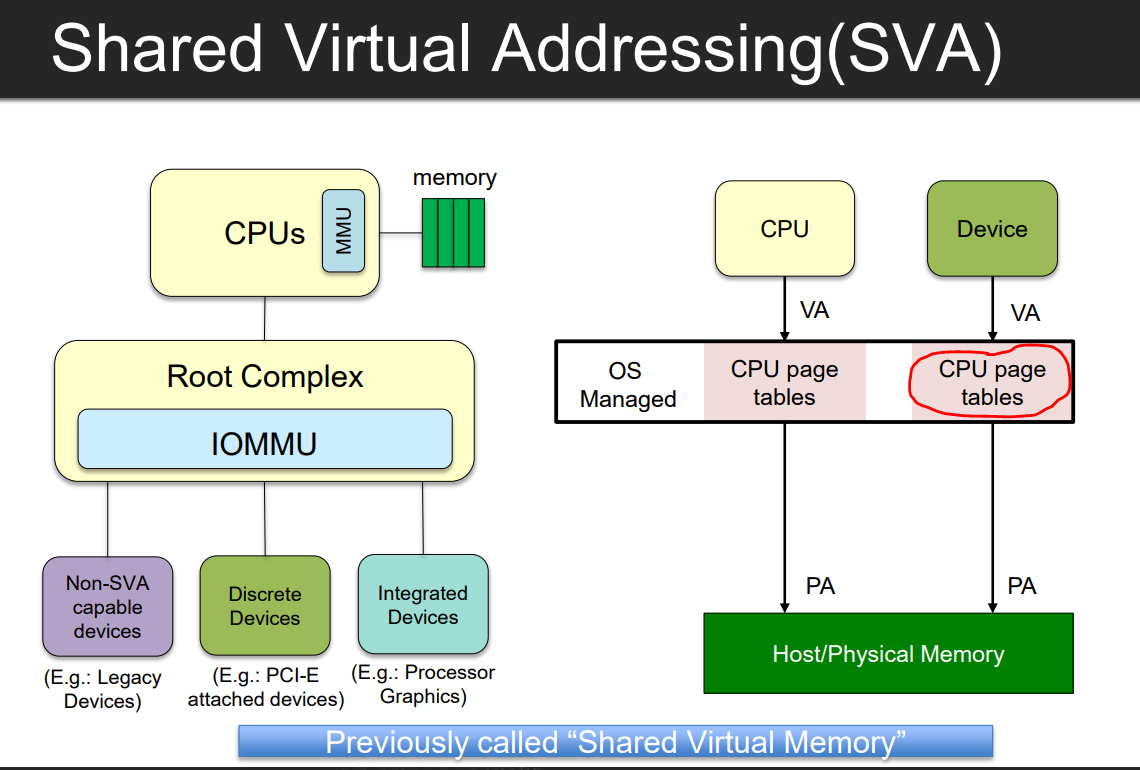 Shared Virtual Addressing(SVA)
memory
CPUs
MMU
Root Complex
IOMMU
Non-SVA
capable
devices
(E.g.: Legacy
Devices)
Discrete
Devices
(E.g.: PCI-E
attached devices)
Integrated
Devices
(E.g.: Processor
Graphics)
CPU
Device
VA
VA
OS
Managed
CPU page
tables
CPU page
tables
PA
PA
Host/Physical Memory
Previously called “Shared Virtual Memory”